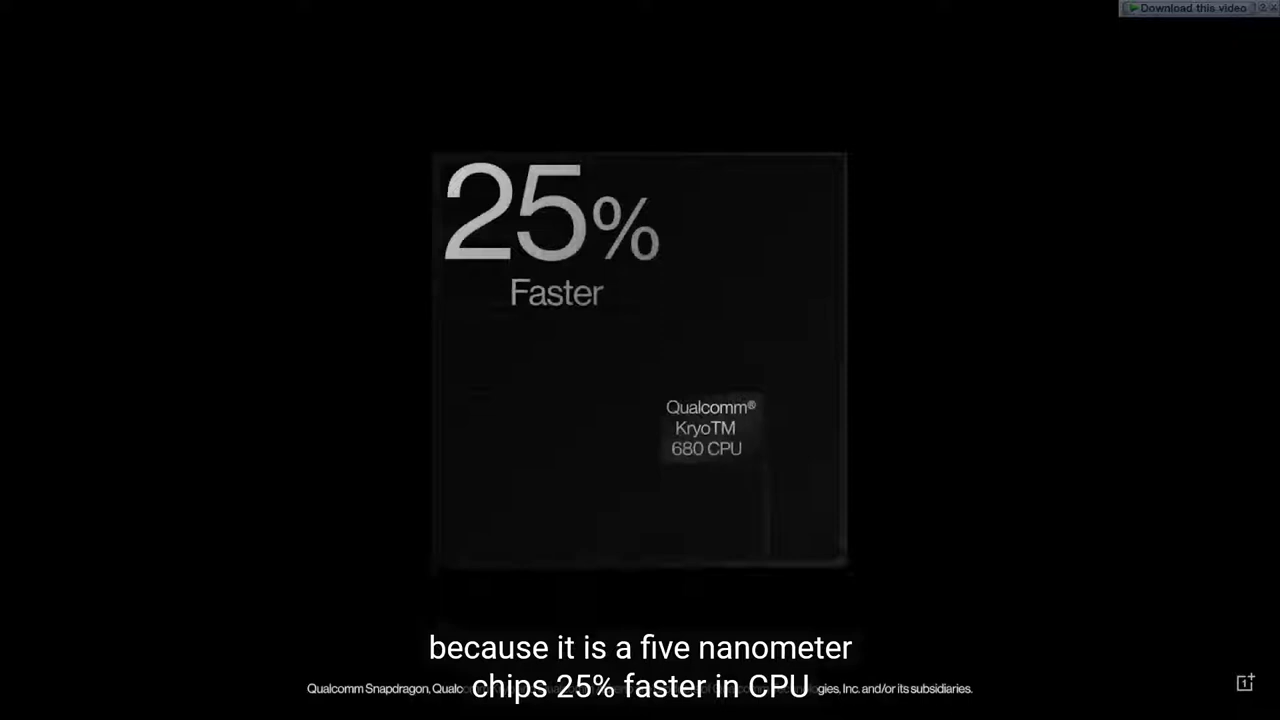 Download this video
25%
Faster
Qualcomm®
KryoTM
680 CPU
because it is a five nanometer
chips 25% faster in CPU
Qualcomm Snapdragon, Qualc
gies, Inc. and/or its subsidiaries.